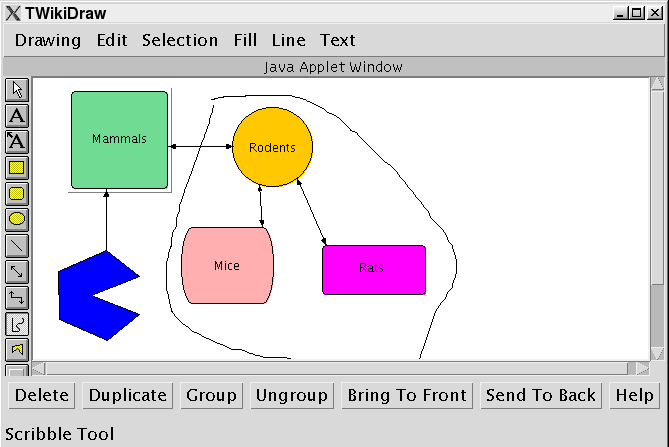 TWikiDraw
Drawing Edit Selection Fill Line Text
Java Applet Window
A
A
Mammals
Rodents
Mice
Rats
Delete Duplicate Group Ungroup Bring To Front Send To Back Help
Scribble Tool